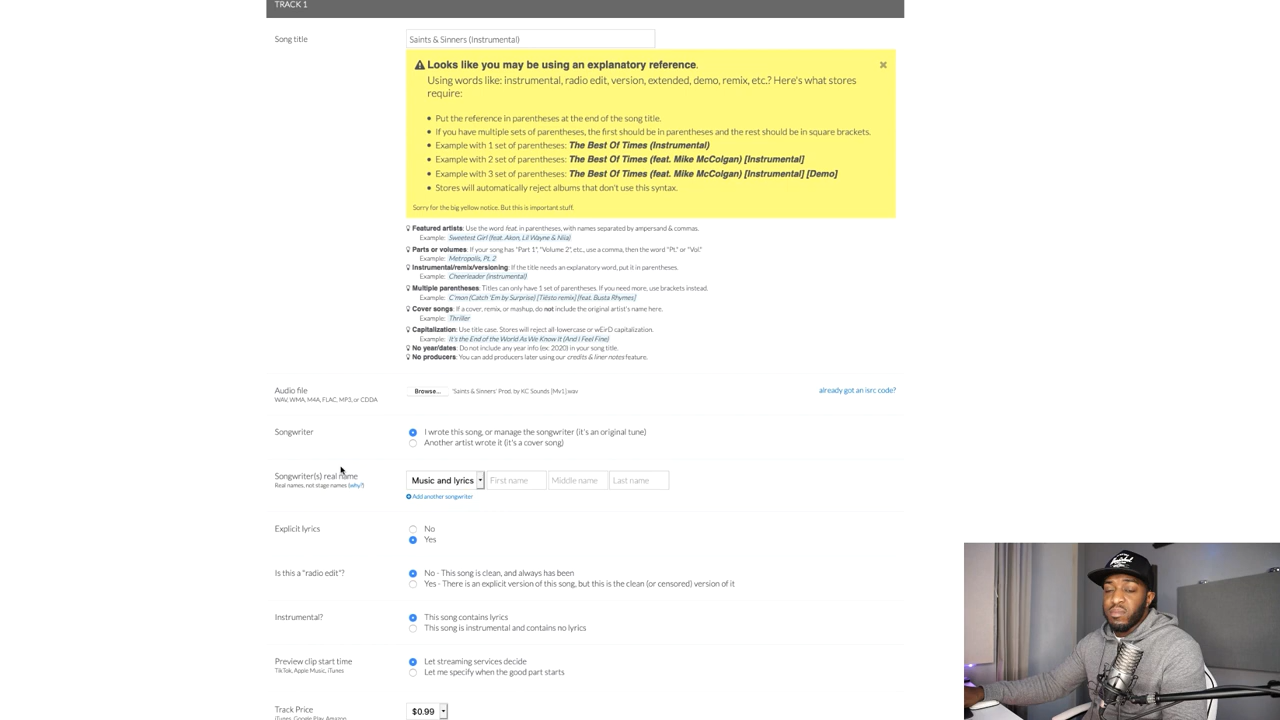 TRACK 1
Song title
Saints & Sinners (Instrumental)
Looks like you may be using an explanatory reference.
Using words like: instrumental, radio edit, version, extended, demo, remix, etc.? Here's what stores
require:
Put the reference in parentheses at the end of the song title.
If you have multiple sets of parentheses, the first should be in parentheses and the rest should be in square brackets.
Example with 1 set of parentheses: The Best Of Times (Instrumental)
Example with 2 set of parentheses: The Best Of Times (feat. Mike McColgan) [Instrumental]
Example with 3 set of parentheses: The Best Of Times (feat. Mike McColgan) [Instrumental] [Demo]
Stores will automatically reject albums that don't use this syntax.
Sorry for the big yellow notice. But this is important stuff.
Featured artists: Use the word feat. in parentheses, with names separated by ampersand & commas.
Example: Sweetest Girl (feat. Akon, Lil Wayne & Niia)
Parts or volumes: If your song has "Part 1", "Volume 2", etc., use a comma, then the word "Pt." or "Vol."
Example: Metropolis, Pt. 2
Instrumental/remix/versioning: If the title needs an explanatory word, put it in parentheses.
Example: Cheerleader (instrumental)
Multiple parentheses: Titles can only have 1 set of parentheses. If you need more, use brackets instead.
Example: C'mon (Catch 'Em by Surprise) [Tiësto remix] [feat. Busta Rhymes]
Cover songs: If a cover, remix, or mashup, do not include the original artist's name here.
Example: Thriller
Capitalization: Use title case. Stores will reject all-lowercase or wEirD capitalization.
Example: It's the End of the World As We Know It (And I Feel Fine)
No year/dates: Do not include any year info (ex. 2020) in your song title.
No producers: You can add producers later using our credits & liner notes feature.
Audio file
WAV, WMA, M4A, FLAC, MP3, or CDDA
Browse... 'Saints & Sinners' Prod. by KC Sounds [Mv1].wav
already got an isrc code?
Songwriter
I wrote this song, or manage the songwriter (it's an original tune)
Another artist wrote it (it's a cover song)
Songwriter(s) real name
Real names, not stage names (why?)
Music and lyrics First name Middle name Last name
Add another songwriter
Explicit lyrics
No
Yes
Is this a "radio edit"?
No - This song is clean, and always has been
Yes - There is an explicit version of this song, but this is the clean (or censored) version of it
Instrumental?
This song contains lyrics
This song is instrumental and contains no lyrics
Preview clip start time
TikTok, Apple Music, iTunes
Let streaming services decide
Let me specify when the good part starts
Track Price
iTunes, Google Play, Amazon
$0.99